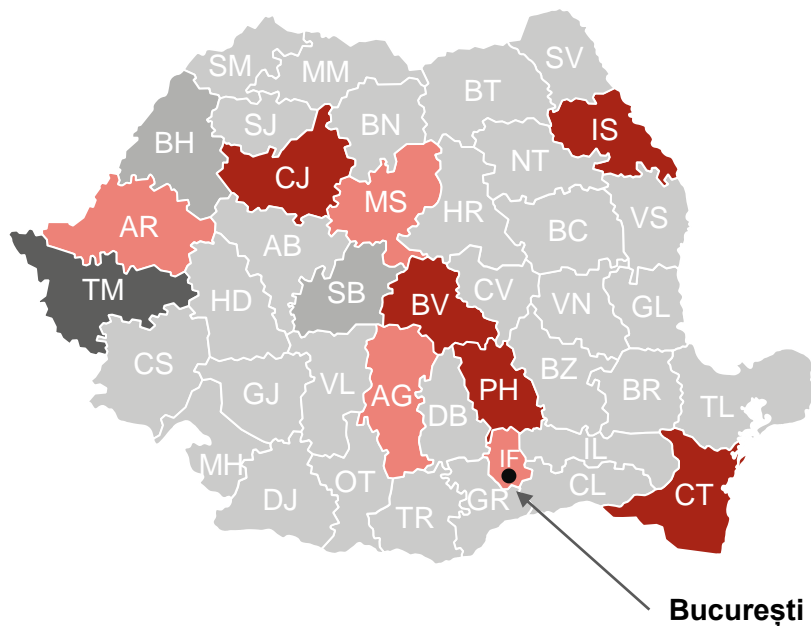 SV
SM
MM
BT
SJ
BN
IS
BH
NT
CJ
MS
HR
VS
AR
AB
BC
TM
SB
CV
HD
BV
VN
GL
CS
VL
BZ
GJ
AG
PH
BR
DB
TL
MH
IL
IF
OT
CL
DJ
GR
CT
TR
București